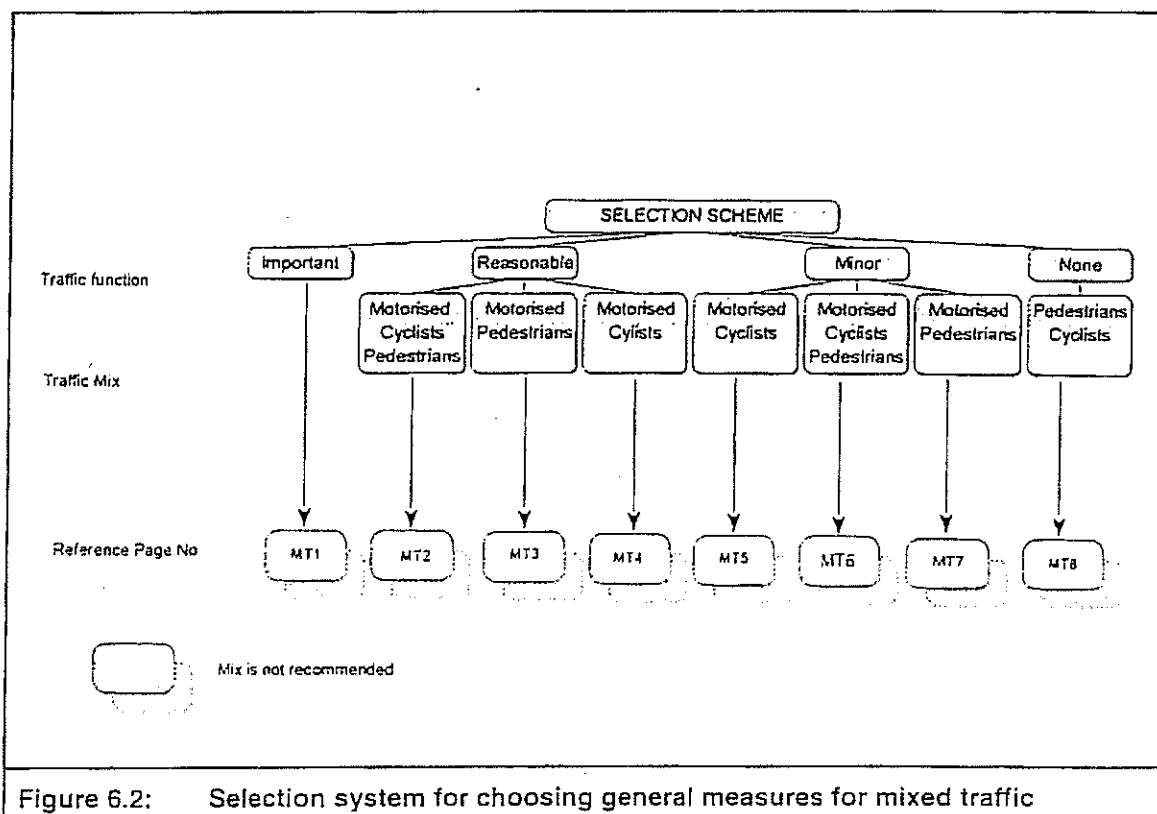 SELECTION SCHEME
Important Reasonable Minor None
Traffic function
Motorised Motorised Motorised Motorised Motorised Motorised Pedestrians
Cyclists Pedestrians Cylists Cyclists Cyclists Pedestrians Cyclists
Pedestrians Pedestrians
Traffic Mix
Reference Page No MT1 MT2 MT3 MT4 MT5 MT6 MT7 MT8
Mix is not recommended
Figure 6.2: Selection system for choosing general measures for mixed traffic